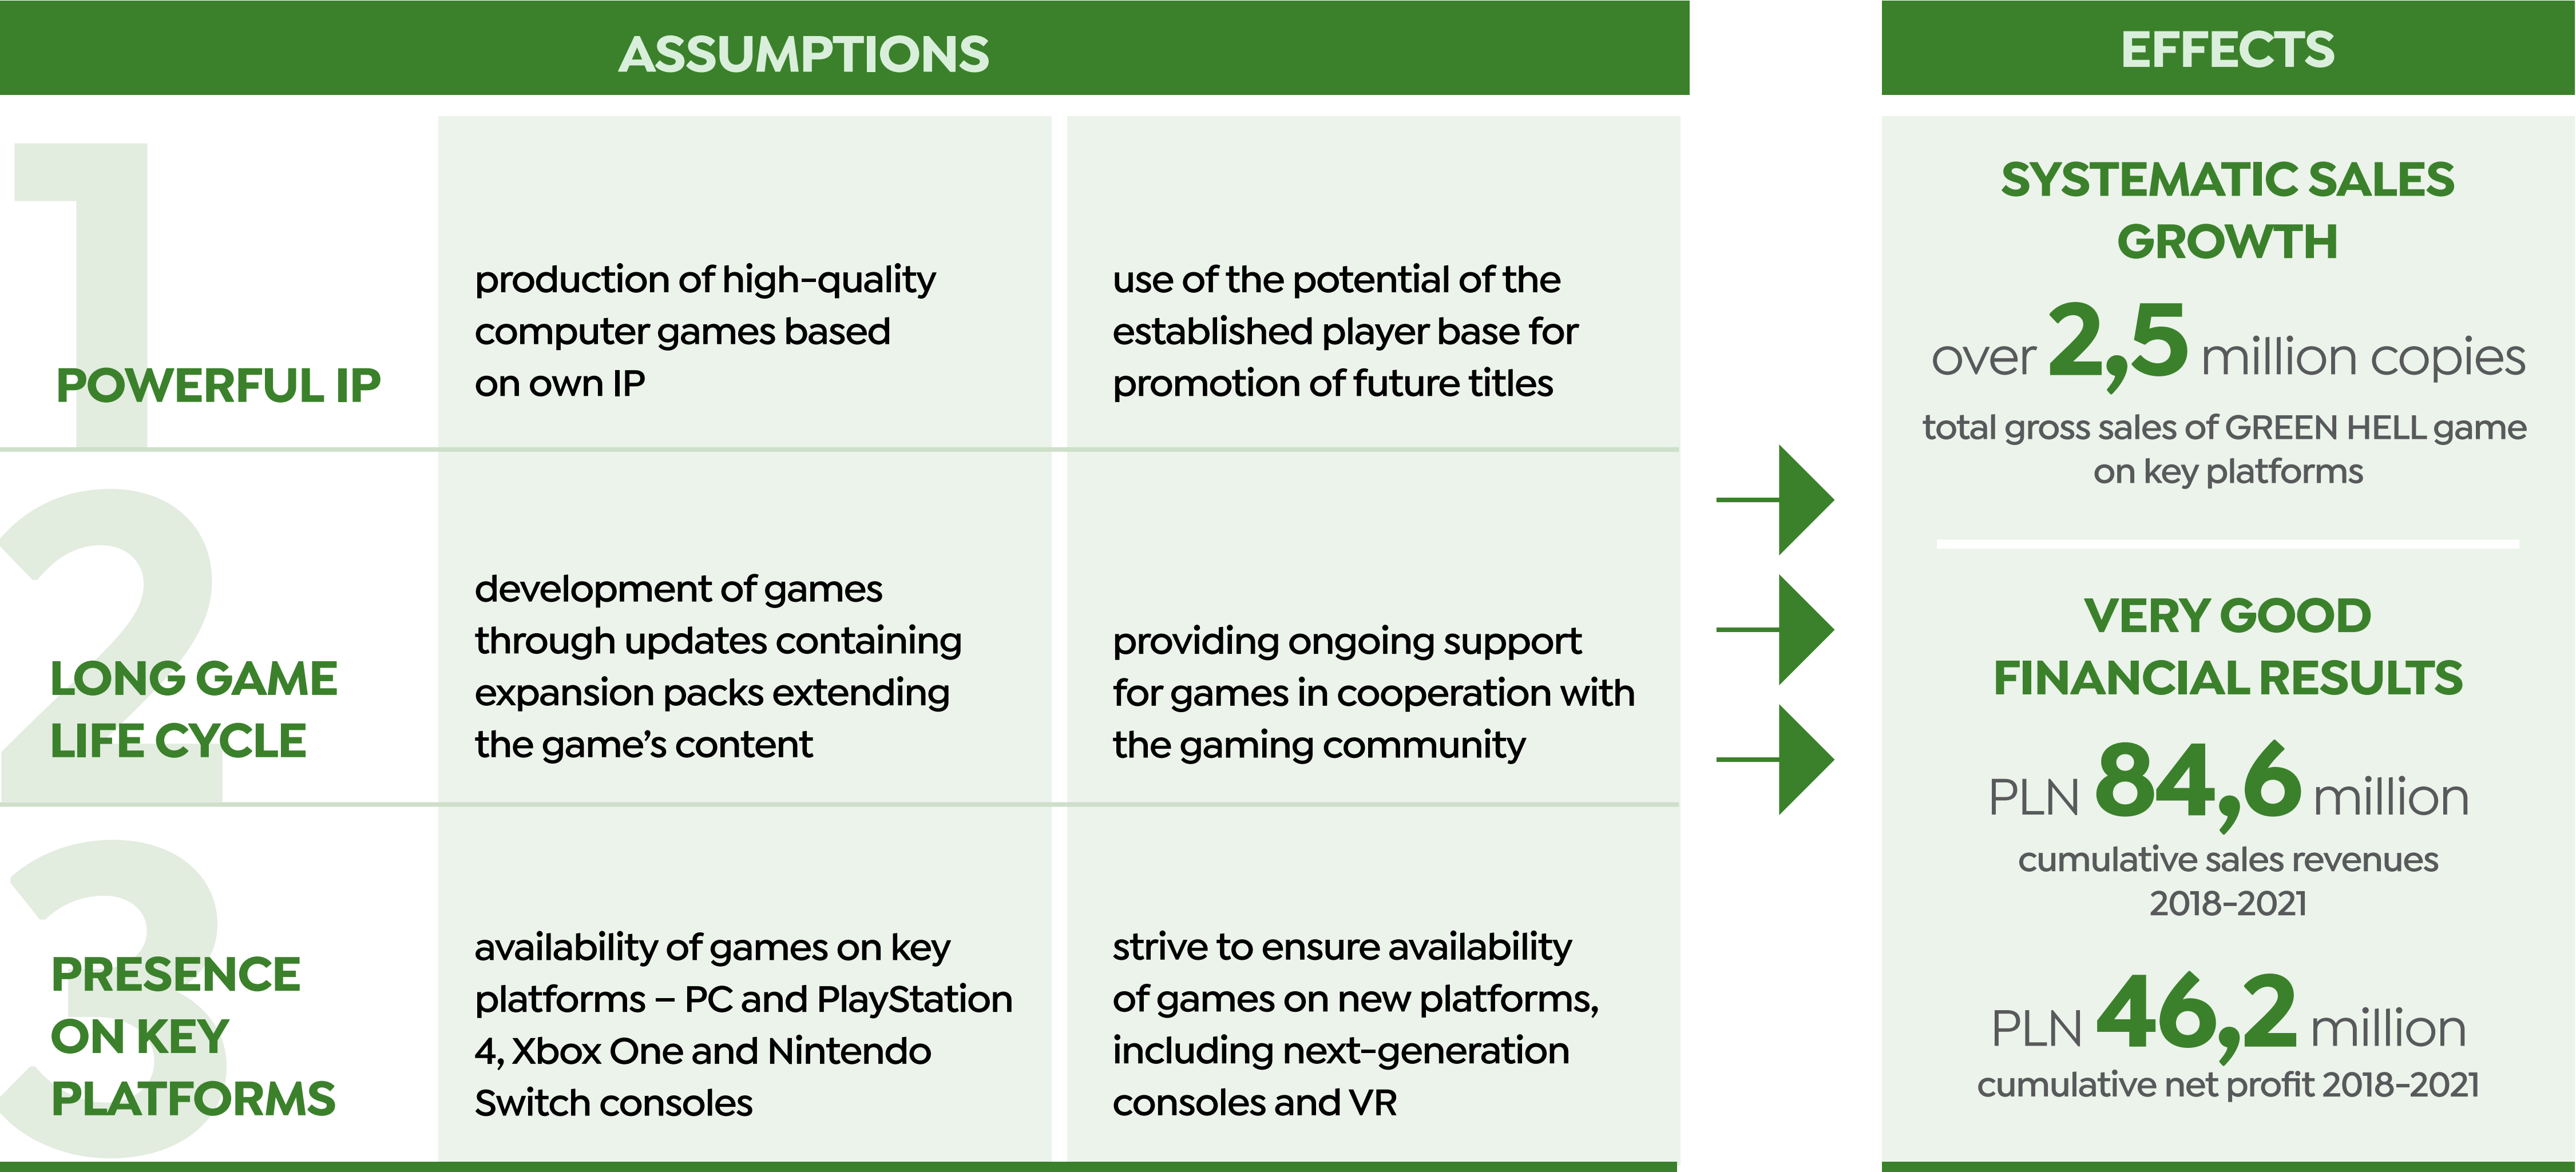 ASSUMPTIONS
1
POWERFUL IP
production of high-quality
computer games based
on own IP
use of the potential of the
established player base for
promotion of future titles
2
LONG GAME
LIFE CYCLE
development of games
through updates containing
expansion packs extending
the game's content
providing ongoing support
for games in cooperation with
the gaming community
3
PRESENCE
ON KEY
PLATFORMS
availability of games on key
platforms – PC and PlayStation
4, Xbox One and Nintendo
Switch consoles
strive to ensure availability
of games on new platforms,
including next-generation
consoles and VR
EFFECTS
SYSTEMATIC SALES
GROWTH
over 2,5 million copies
total gross sales of GREEN HELL game
on key platforms
VERY GOOD
FINANCIAL RESULTS
PLN 84,6 million
cumulative sales revenues
2018-2021
PLN 46,2 million
cumulative net profit 2018-2021